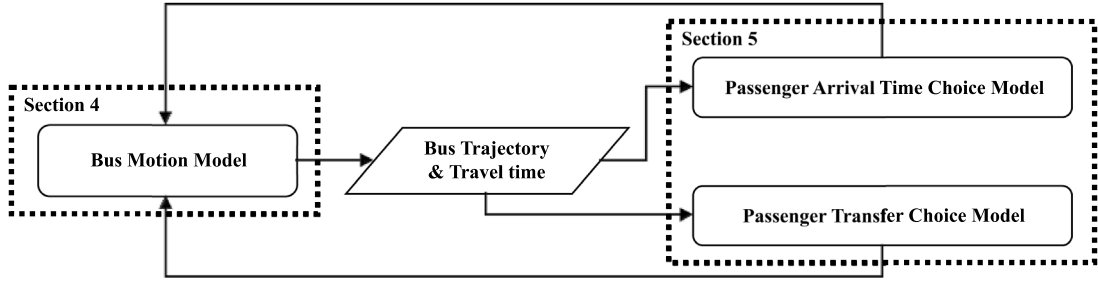 Section 5
Passenger Arrival Time Choice Model
Section 4
Bus Motion Model
Bus Trajectory
& Travel time
Passenger Transfer Choice Model